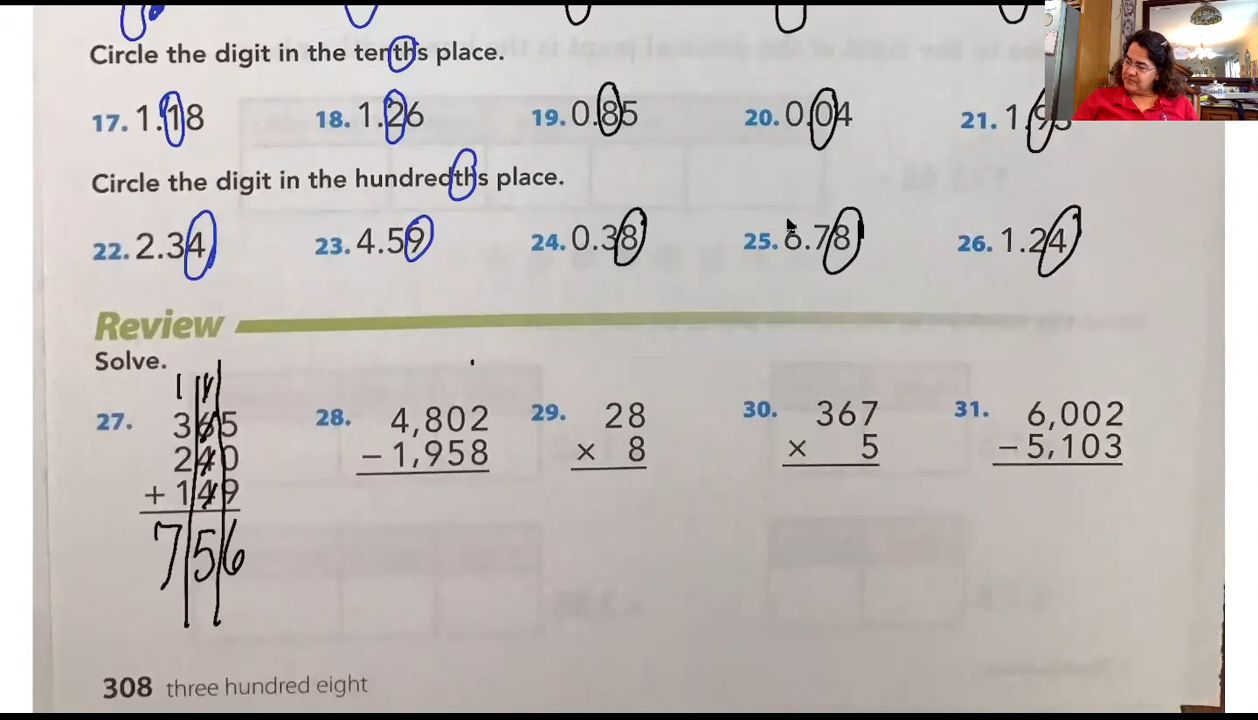 Circle the digit in the tenths place.
17. 1.18 18. 1.26 19. 0.85 20. 0.04 21. 1.93
Circle the digit in the hundredths place.
22. 2.34 23. 4.59 24. 0.38 25. 6.78 26. 1.24
Review
Solve.
1 1
27. 365 28. 4,802 29. 28 30. 367 31. 6,002
240 − 1,958 × 8 × 5 − 5,103
+ 149
756
308 three hundred eight